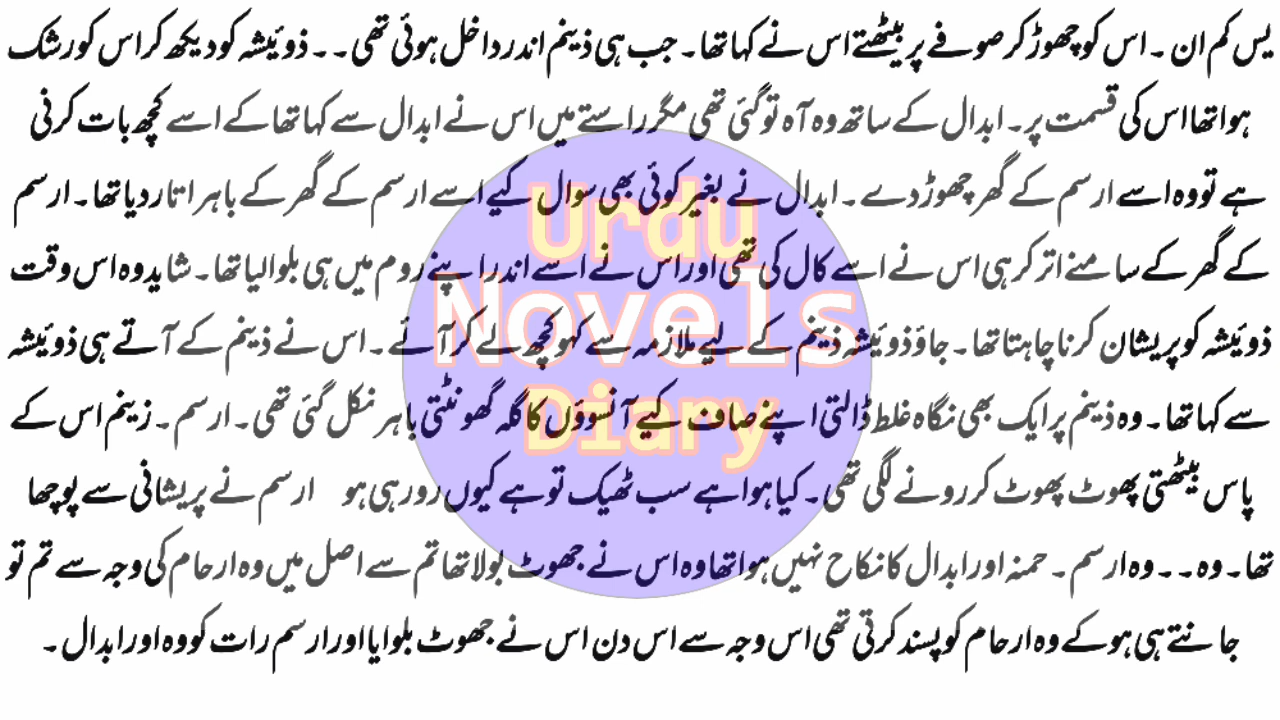 یس کم ان ۔ اس کو چھوڑ کر صوفے پر بیٹھتے اس نے کہا تھا۔ جب ہی ذینم اندر داخل ہوئی تھی۔۔ ذوئیشہ کو دیکھ کر اس کو رشک
ہوا تھا اس کی قسمت پر۔ ابدال کے ساتھ وہ آہ تو گئی تھی مگر راستے میں اس نے ابدال سے کہا تھا کے اسے کچھ بات کرنی
ہے تو وہ اسے ارسم کے گھر چھوڑ دے ۔ ابدال نے بغیر کوئی بھی سوال کیے اسے ارسم کے گھر کے باہر اتار دیا تھا۔ ارسم
کے گھر کے سامنے اتر کر ہی اس نے اسے کال کی تھی اور اس نے اسے اندر اپنے روم میں ہی بلوالیا تھا۔ شاید وہ اس وقت
ذوئیشہ کو پریشان کرنا چاہتا تھا۔ جاؤ ذوئیشہ ذینم کے لیے ملازمہ سے کہو کچھ لے کر آئے ۔ اس نے ذینم کے آتے ہی ذوئیشہ
سے کہا تھا۔ وہ ذینم پر ایک بھی نگاہ غلط ڈالتی اپنے صاف کیے آنسوؤں کا گلہ گھونٹتی باہر نکل گئی تھی۔ ارسم ۔ زینم اس کے
پاس بیٹھتی پھوٹ پھوٹ کر رونے لگی تھی۔ کیا ہوا ہے سب ٹھیک تو ہے کیوں رو رہی ہو ارسم نے پریشانی سے پوچھا
تھا۔ وہ۔۔ وہ ارسم ۔ حمنہ اور ابدال کا نکاح نہیں ہوا تھا وہ اس نے جھوٹ بولا تھا تم سے اصل میں وہ ارحام کی وجہ سے تم تو
جانتے ہی ہو کے وہ ارحام کو پسند کرتی تھی اس وجہ سے اس دن اس نے جھوٹ بلوایا اور ارسم رات کو وہ اور ابدال ۔
Urdu
Novels
Diary